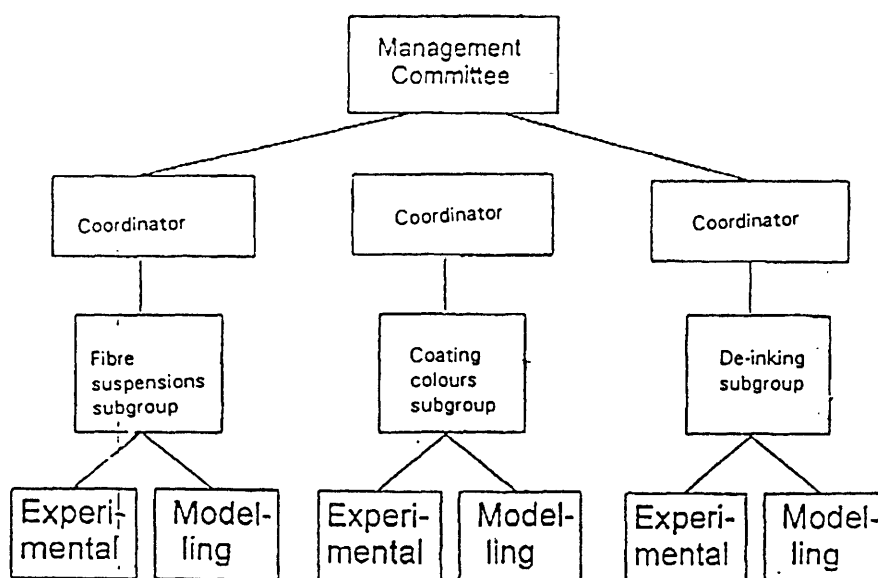 Management
Committee
Coordinator
Coordinator
Coordinator
Fibre
suspensions
subgroup
Coating
colours
subgroup
De-inking
subgroup
Experi-
mental
Model-
ling
Experi-
mental
Model-
ling
Experi-
mental
Model-
ling